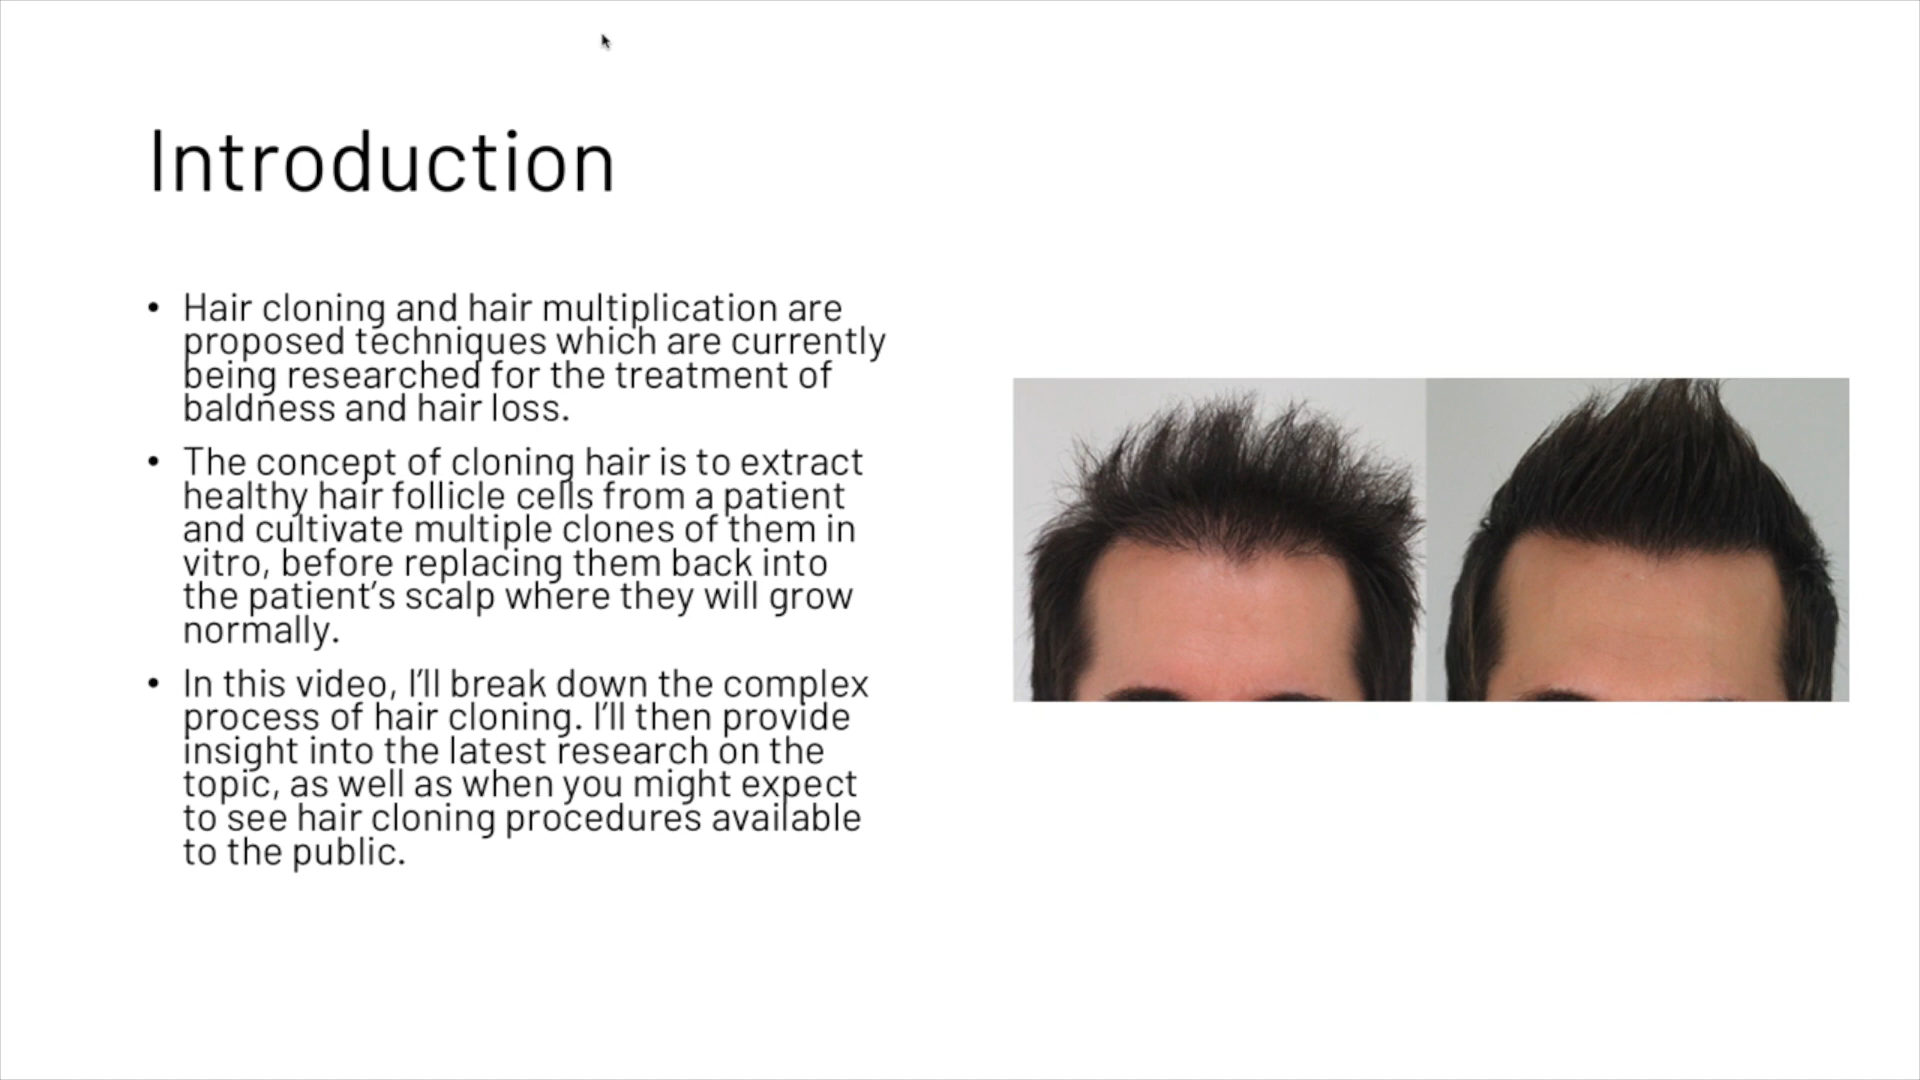 Introduction
• Hair cloning and hair multiplication are
proposed techniques which are currently
being researched for the treatment of
baldness and hair loss.
• The concept of cloning hair is to extract
healthy hair follicle cells from a patient
and cultivate multiple clones of them in
vitro, before replacing them back into
the patient’s scalp where they will grow
normally.
• In this video, I’ll break down the complex
process of hair cloning. I’ll then provide
insight into the latest research on the
topic, as well as when you might expect
to see hair cloning procedures available
to the public.